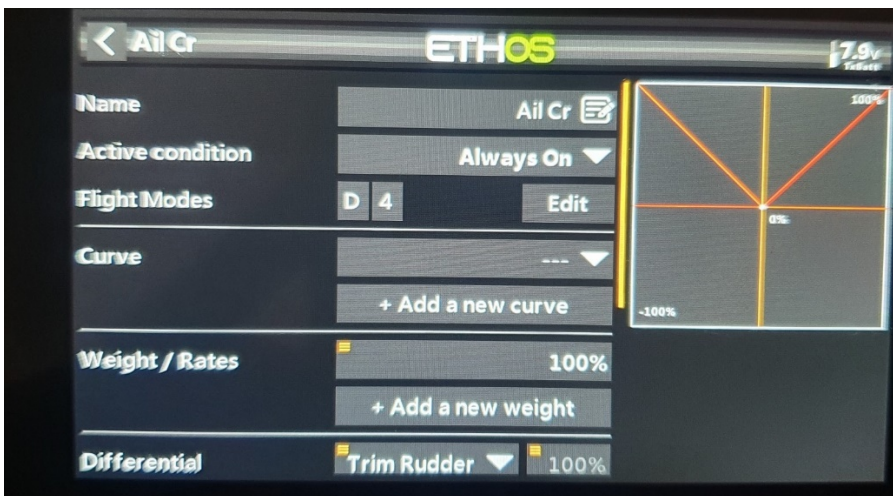 Ail Cr
ETHOS
7.9v
TxBatt
Name
Ail Cr
Active condition
Always On
Flight Modes
D 4
Edit
Curve
---
+ Add a new curve
Weight / Rates
100%
+ Add a new weight
Differential
Trim Rudder
100%
100%
0%
-100%